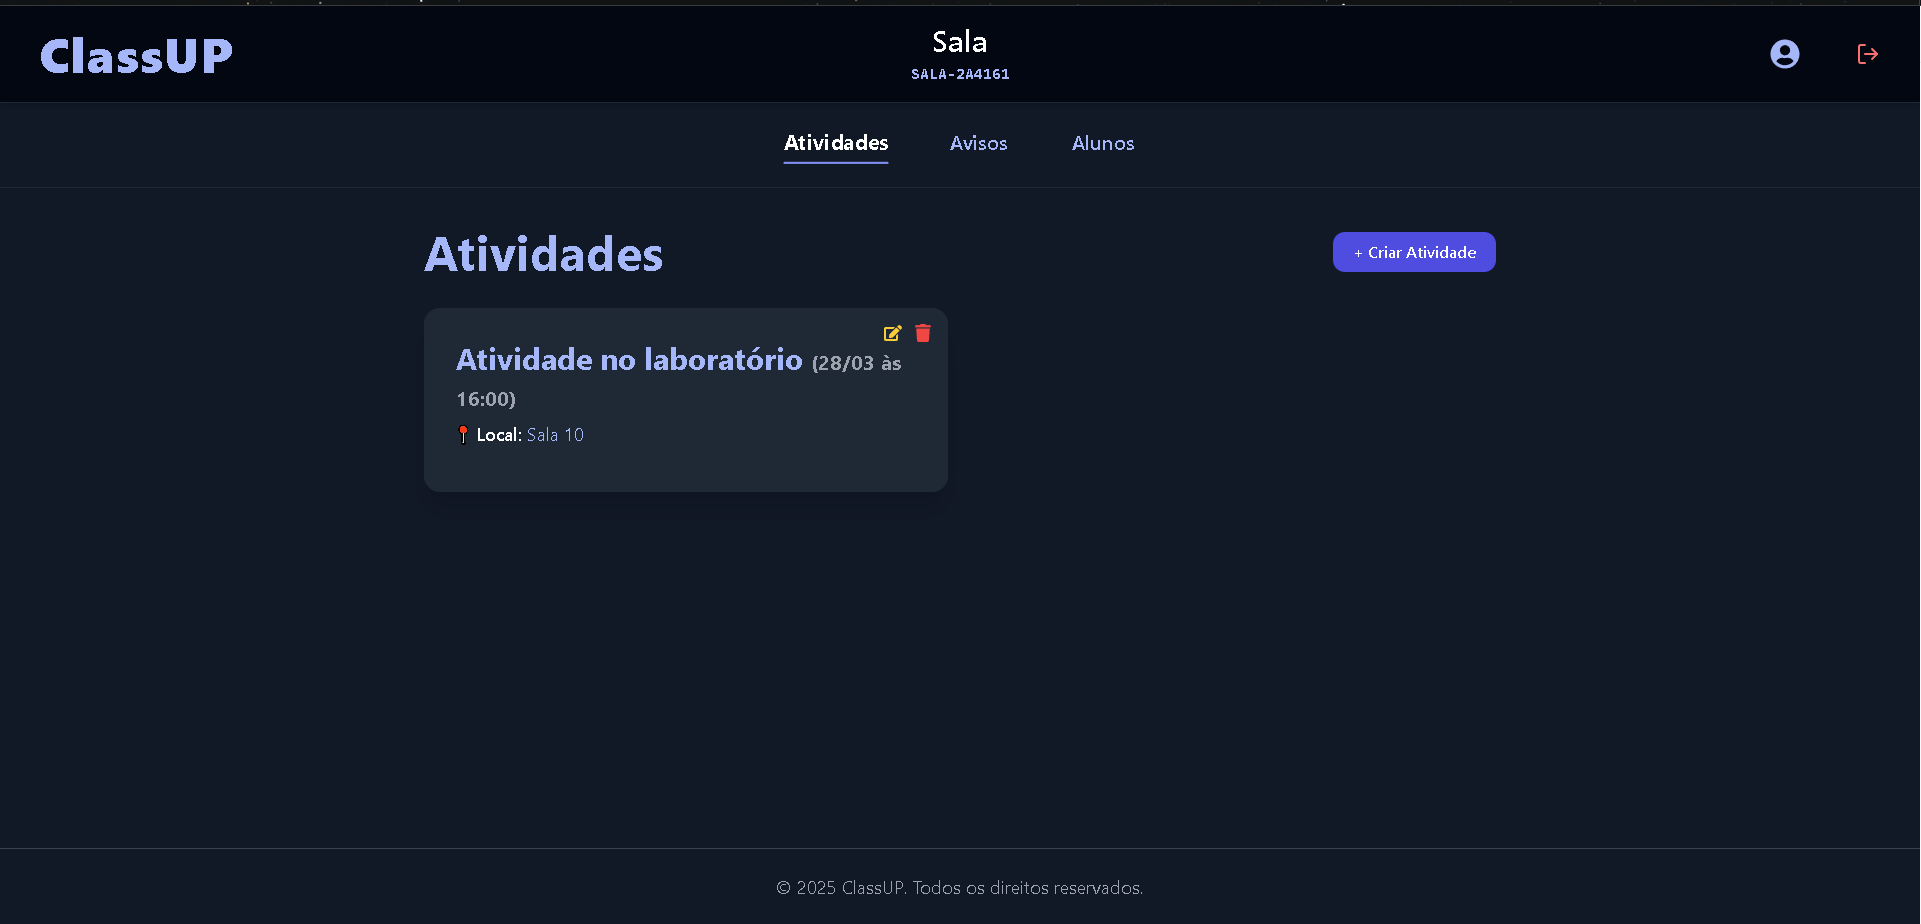 ClassUP
Sala
SALA-2A4161
Atividades
Avisos
Alunos
Atividades
+ Criar Atividade
Atividade no laboratório (28/03 às
16:00)
Local: Sala 10
© 2025 ClassUP. Todos os direitos reservados.